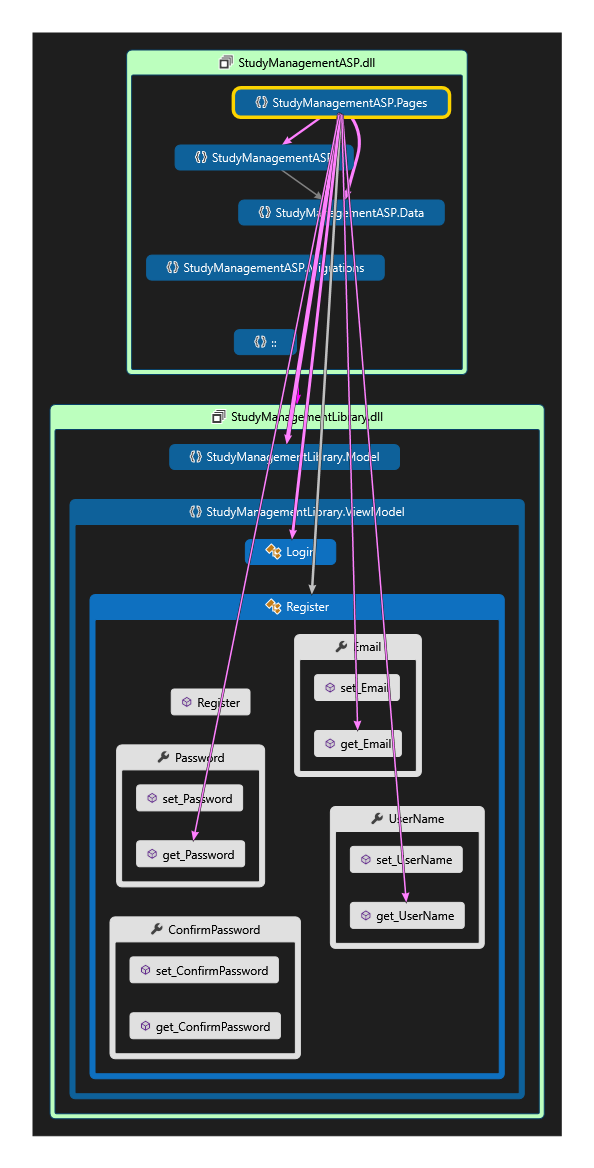 StudyManagementASP.dll
StudyManagementASP.Pages
StudyManagementASP
StudyManagementASP.Data
StudyManagementASP.Migrations
::
StudyManagementLibrary.dll
StudyManagementLibrary.Model
StudyManagementLibrary.ViewModel
Login
Register
Email
set_Email
Register
get_Email
Password
set_Password
UserName
get_Password
set_UserName
get_UserName
ConfirmPassword
set_ConfirmPassword
get_ConfirmPassword